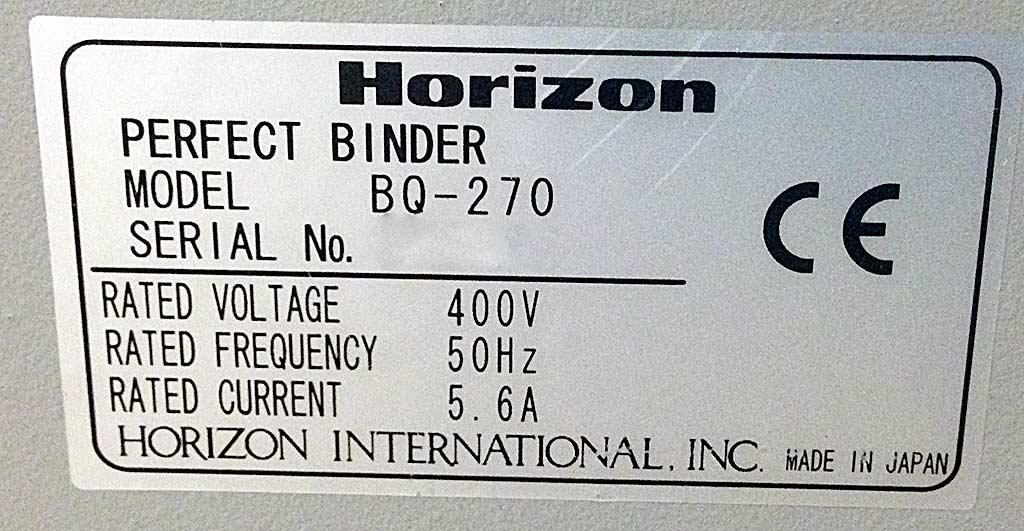 Horizon
PERFECT BINDER
MODEL BQ-270
SERIAL No.
CE
RATED VOLTAGE 400V
RATED FREQUENCY 50Hz
RATED CURRENT 5.6A
HORIZON INTERNATIONAL, INC. MADE IN JAPAN